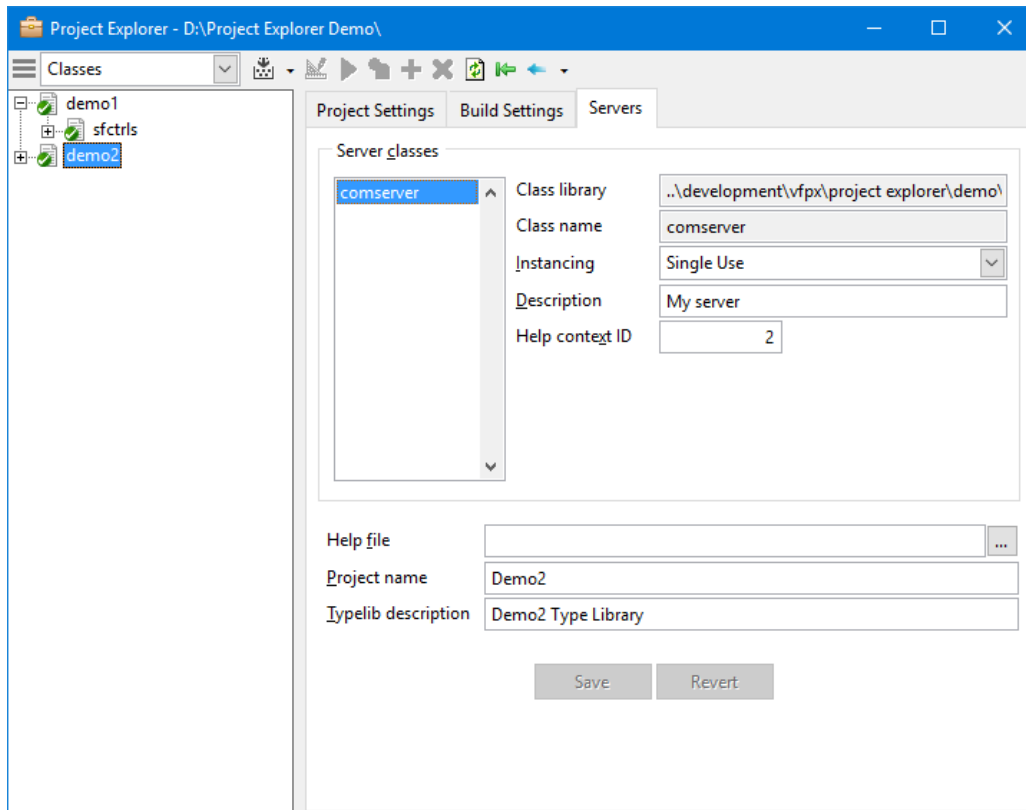 Project Explorer - D:\Project Explorer Demo\
Classes
demo1
sfctrls
demo2
Project Settings
Build Settings
Servers
Server classes
comserver
Class library
..\development\vfpx\project explorer\demo\
Class name
comserver
Instancing
Single Use
Description
My server
Help context ID
2
Help file
...
Project name
Demo2
Typelib description
Demo2 Type Library
Save
Revert